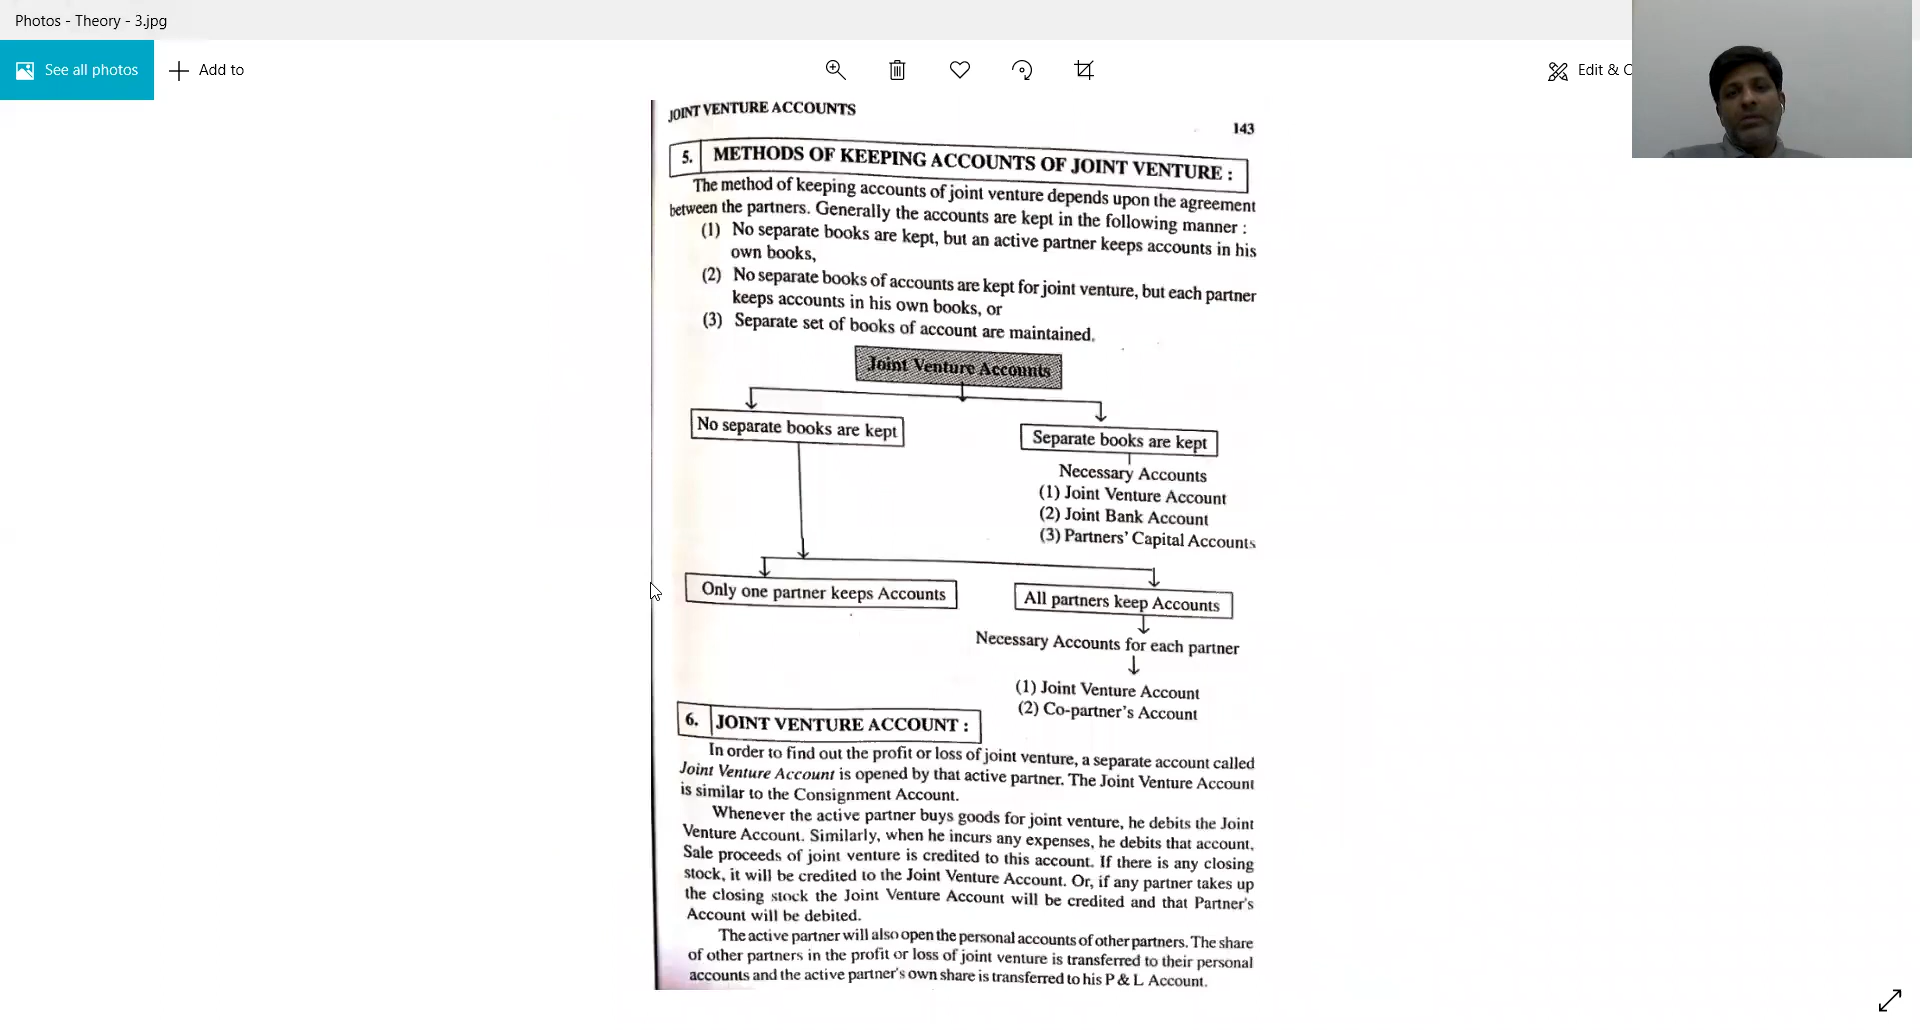 Photos - Theory - 3.jpg
See all photos
Add to
Edit & C
JOINT VENTURE ACCOUNTS
143
5. METHODS OF KEEPING ACCOUNTS OF JOINT VENTURE :
The method of keeping accounts of joint venture depends upon the agreement
between the partners. Generally the accounts are kept in the following manner :
(1) No separate books are kept, but an active partner keeps accounts in his
own books,
(2) No separate books of accounts are kept for joint venture, but each partner
keeps accounts in his own books, or
(3) Separate set of books of account are maintained.
Joint Venture Accounts
No separate books are kept
Separate books are kept
Necessary Accounts
(1) Joint Venture Account
(2) Joint Bank Account
(3) Partners' Capital Accounts
Only one partner keeps Accounts
All partners keep Accounts
Necessary Accounts for each partner
(1) Joint Venture Account
(2) Co-partner's Account
6. JOINT VENTURE ACCOUNT :
In order to find out the profit or loss of joint venture, a separate account called
Joint Venture Account is opened by that active partner. The Joint Venture Account
is similar to the Consignment Account.
Whenever the active partner buys goods for joint venture, he debits the Joint
Venture Account. Similarly, when he incurs any expenses, he debits that account.
Sale proceeds of joint venture is credited to this account. If there is any closing
stock, it will be credited to the Joint Venture Account. Or, if any partner takes up
the closing stock the Joint Venture Account will be credited and that Partner's
Account will be debited.
The active partner will also open the personal accounts of other partners. The share
of other partners in the profit or loss of joint venture is transferred to their personal
accounts and the active partner's own share is transferred to his P & L Account.